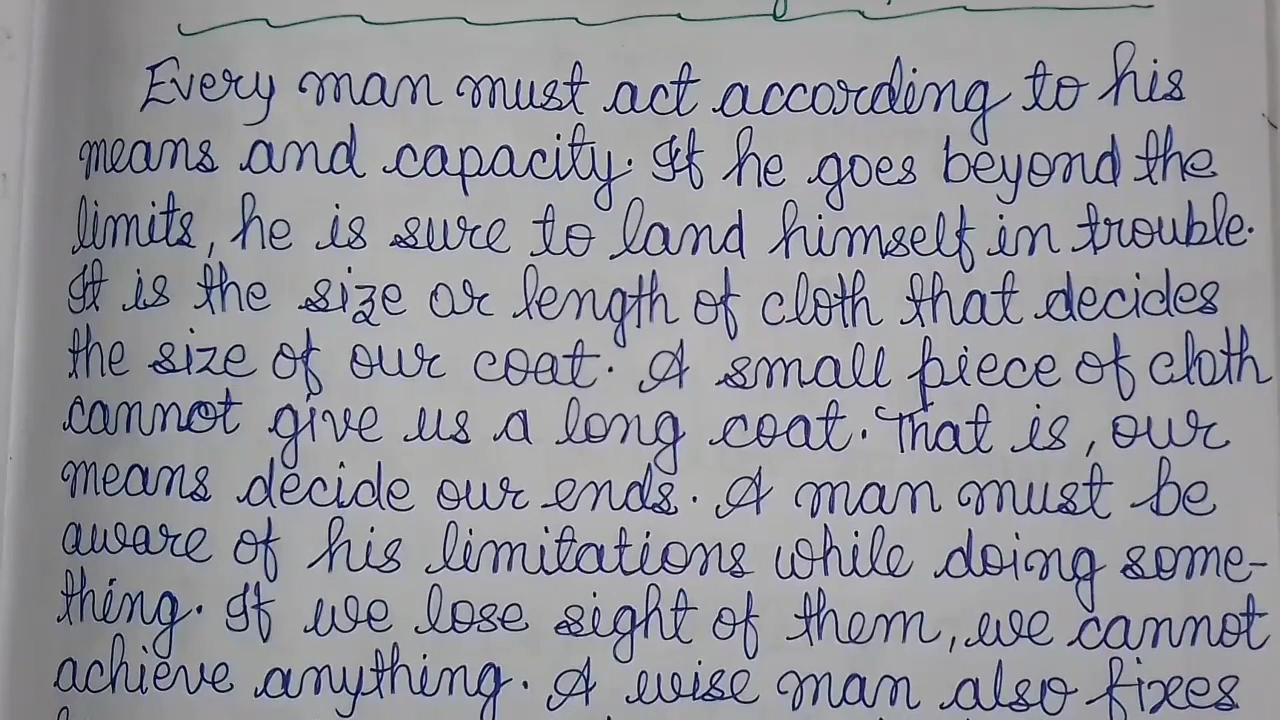 Every man must act according to his
means and capacity. If he goes beyond the
limits, he is sure to land himself in trouble.
It is the size or length of cloth that decides
the size of our coat. A small piece of cloth
cannot give us a long coat. That is, our
means decide our ends. A man must be
aware of his limitations while doing some-
thing. If we lose sight of them, we cannot
achieve anything. A wise man also fixes